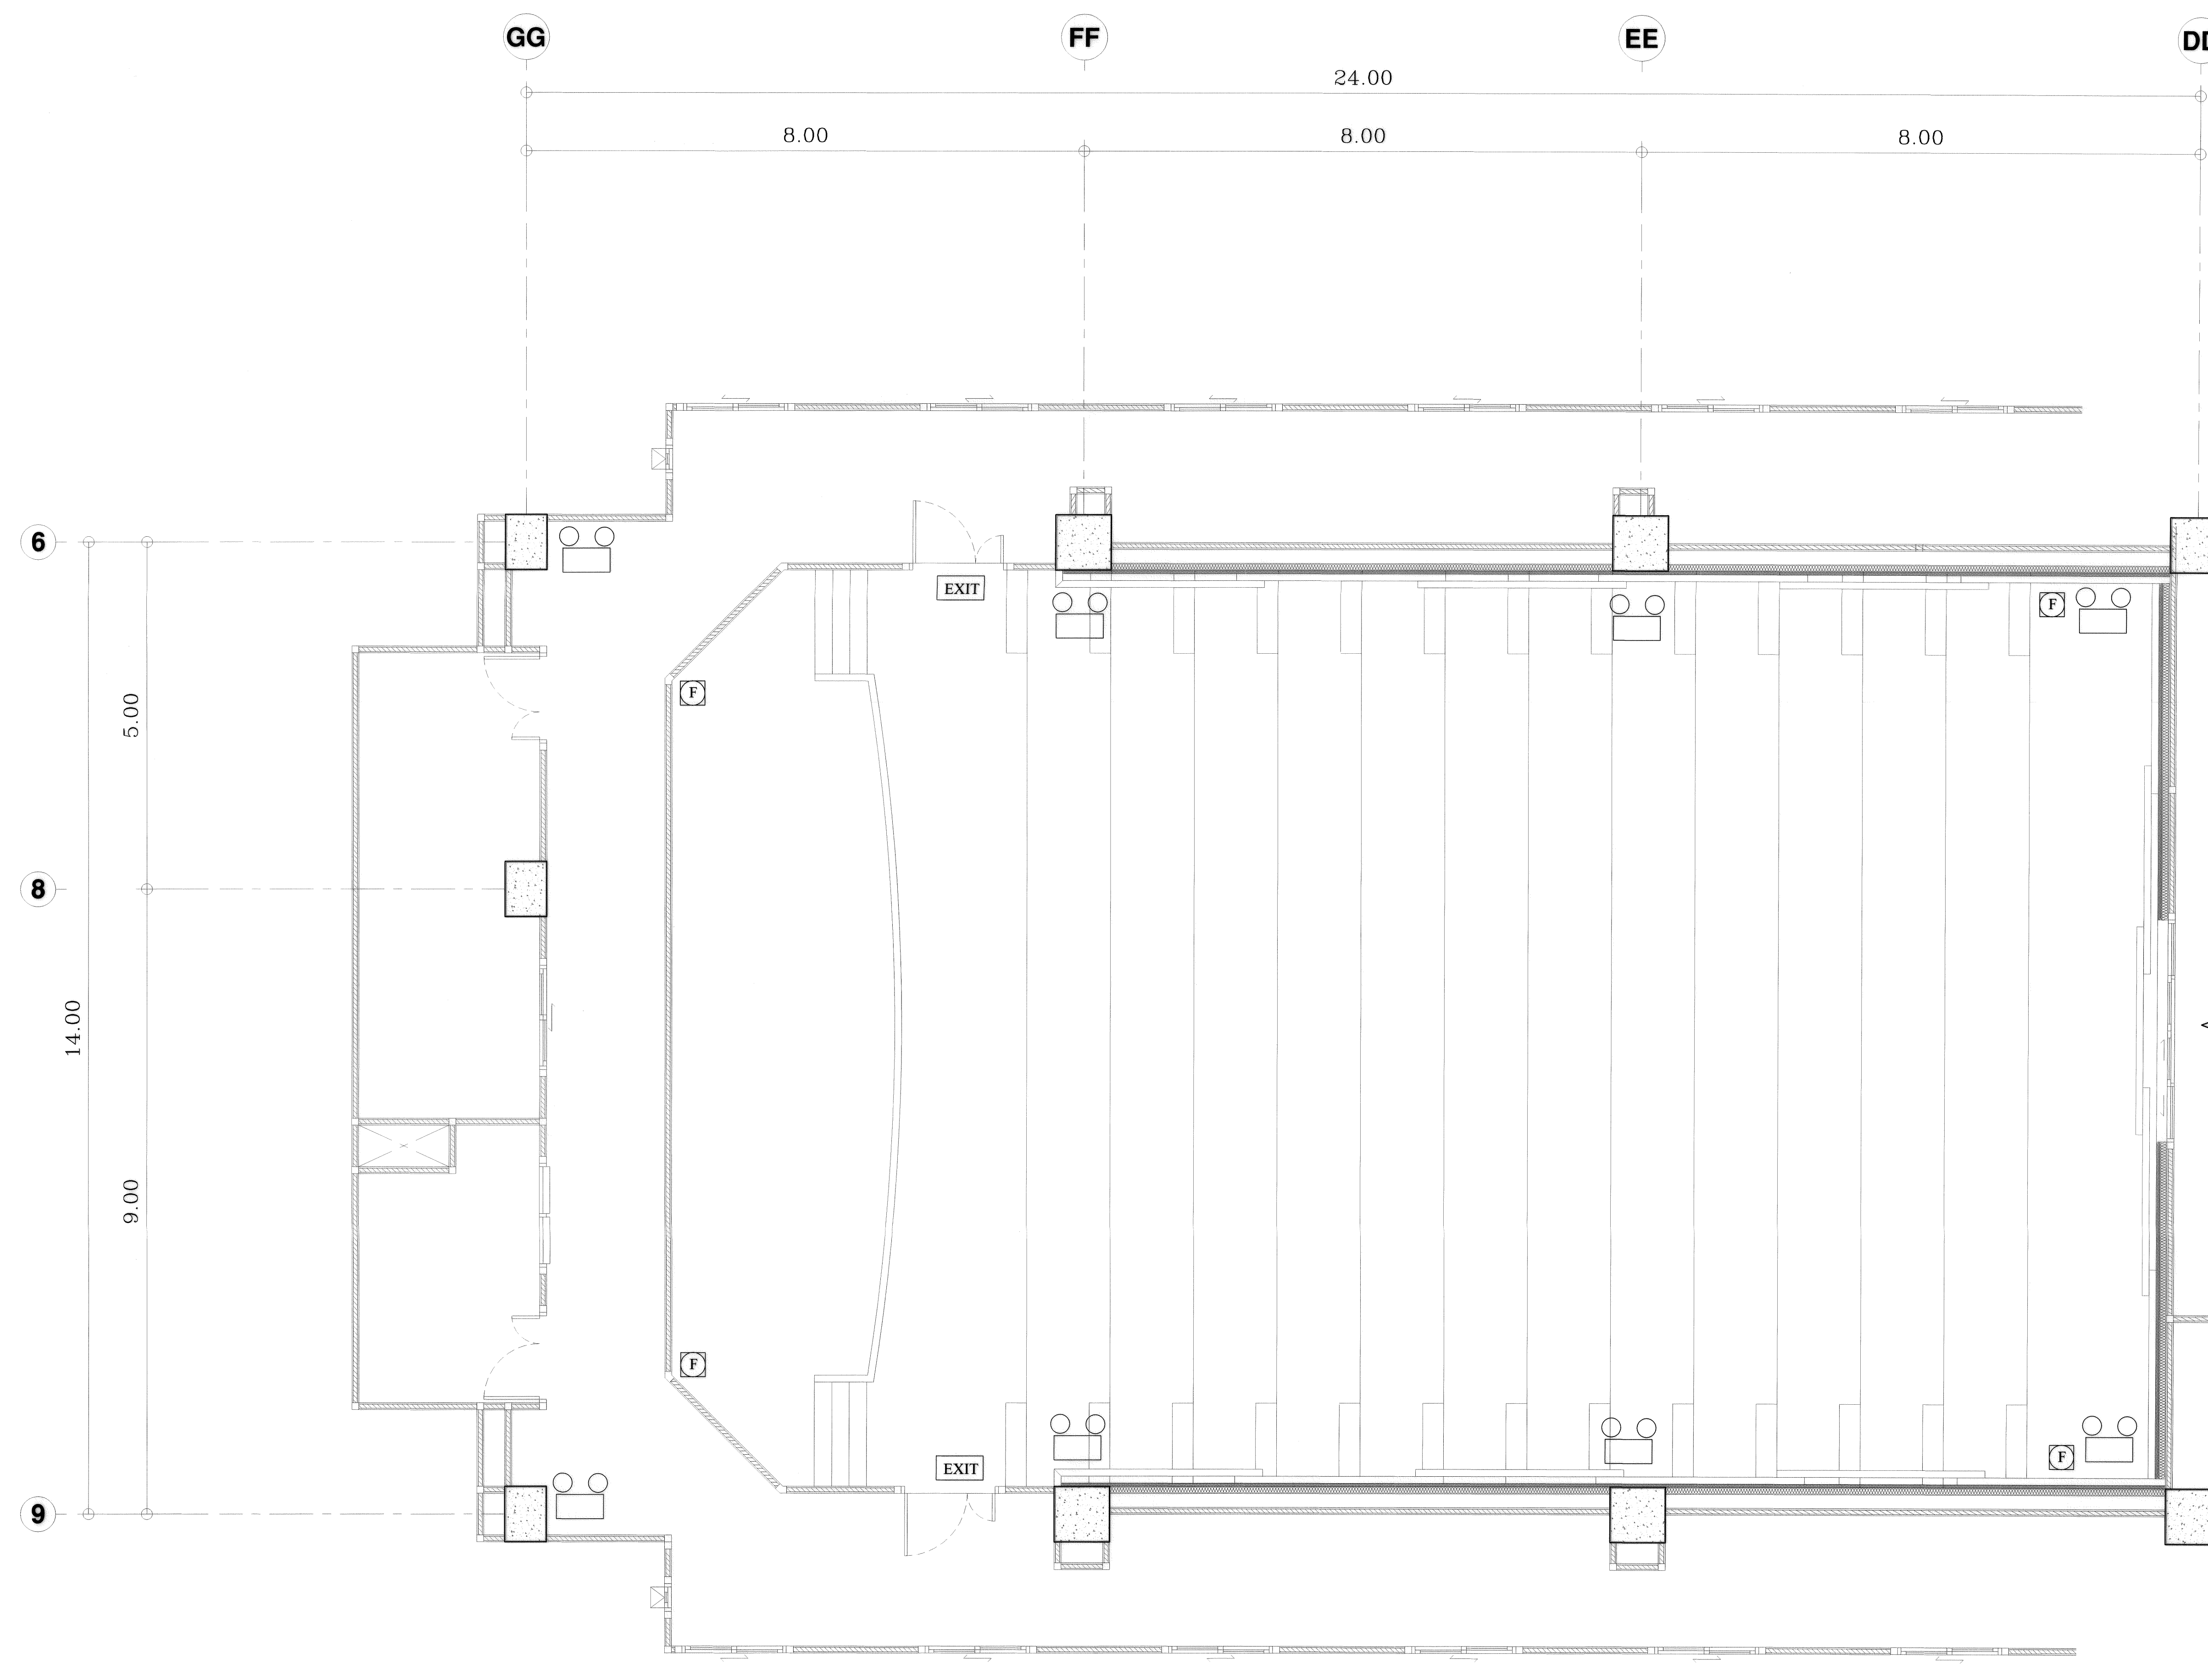 GG FF EE DD
24.00
8.00 8.00 8.00
6
EXIT
F
F
5.00
8
14.00
9.00
F
EXIT
F
9